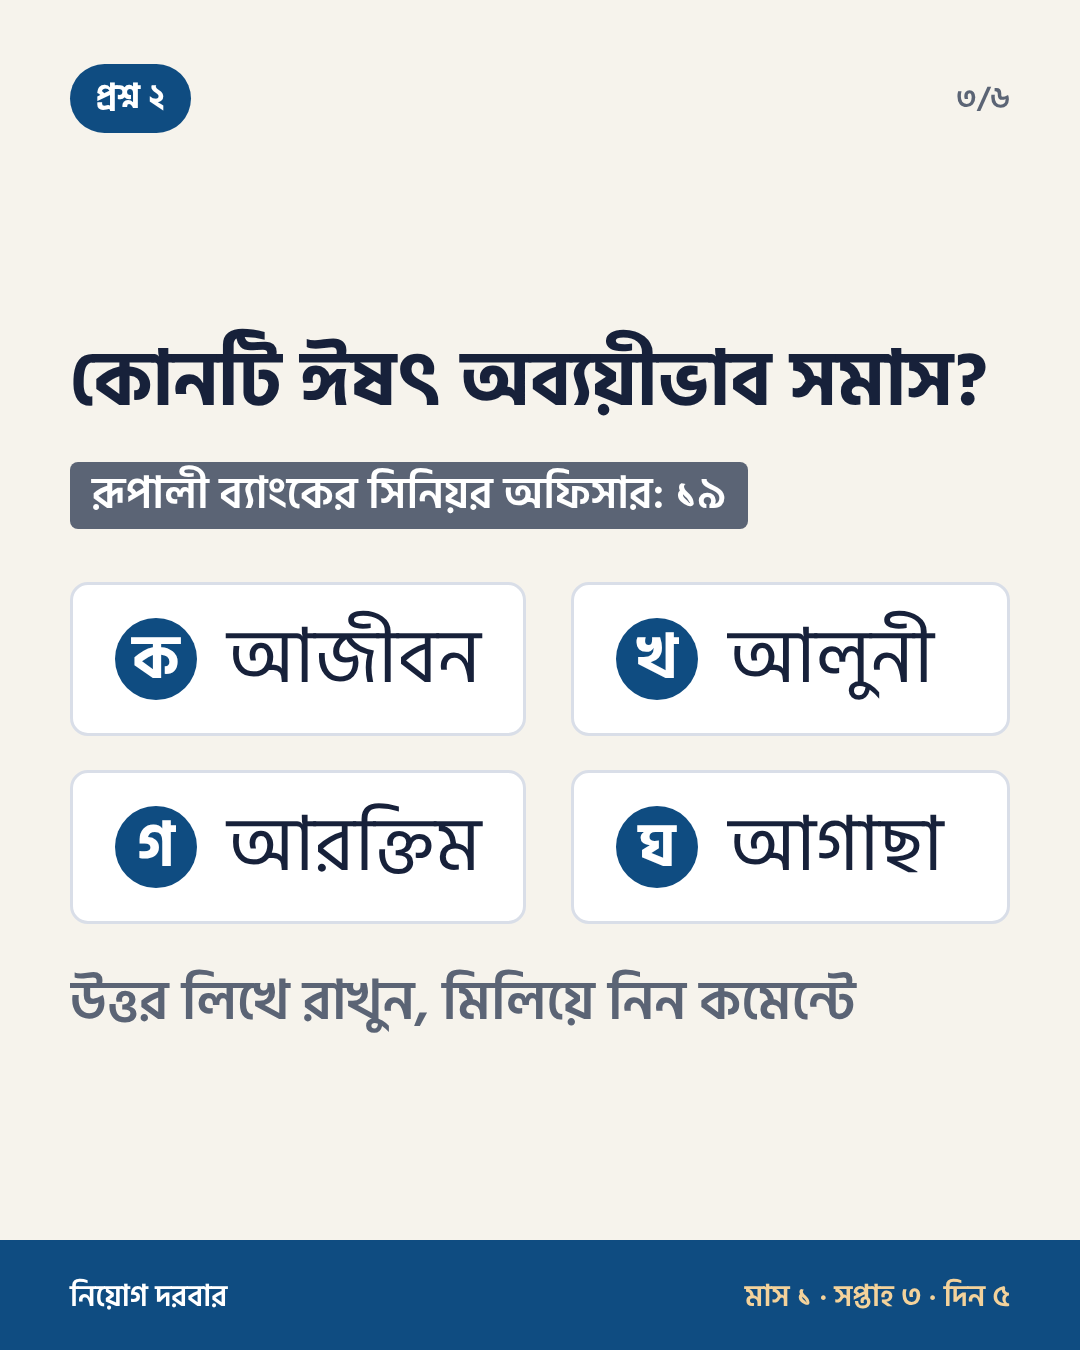 প্রশ্ন ২
৩/৬
কোনটি ঈষৎ অব্যয়ীভাব সমাস?
রূপালী ব্যাংকের সিনিয়র অফিসার: ১৯
ক আজীবন
খ আলুনী
গ আরক্তিম
ঘ আগাছা
উত্তর লিখে রাখুন, মিলিয়ে নিন কমেন্টে
নিয়োগ দরবার
মাস ১ · সপ্তাহ ৩ · দিন ৫